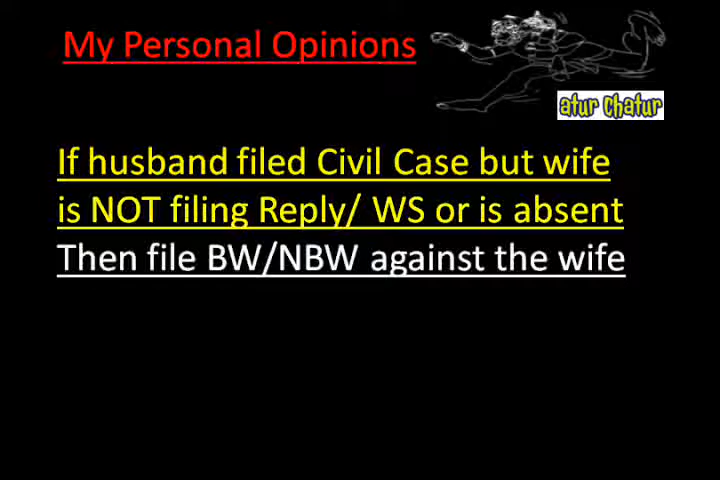 My Personal Opinions
atur chatur
If husband filed Civil Case but wife
is NOT filing Reply/ WS or is absent
Then file BW/NBW against the wife